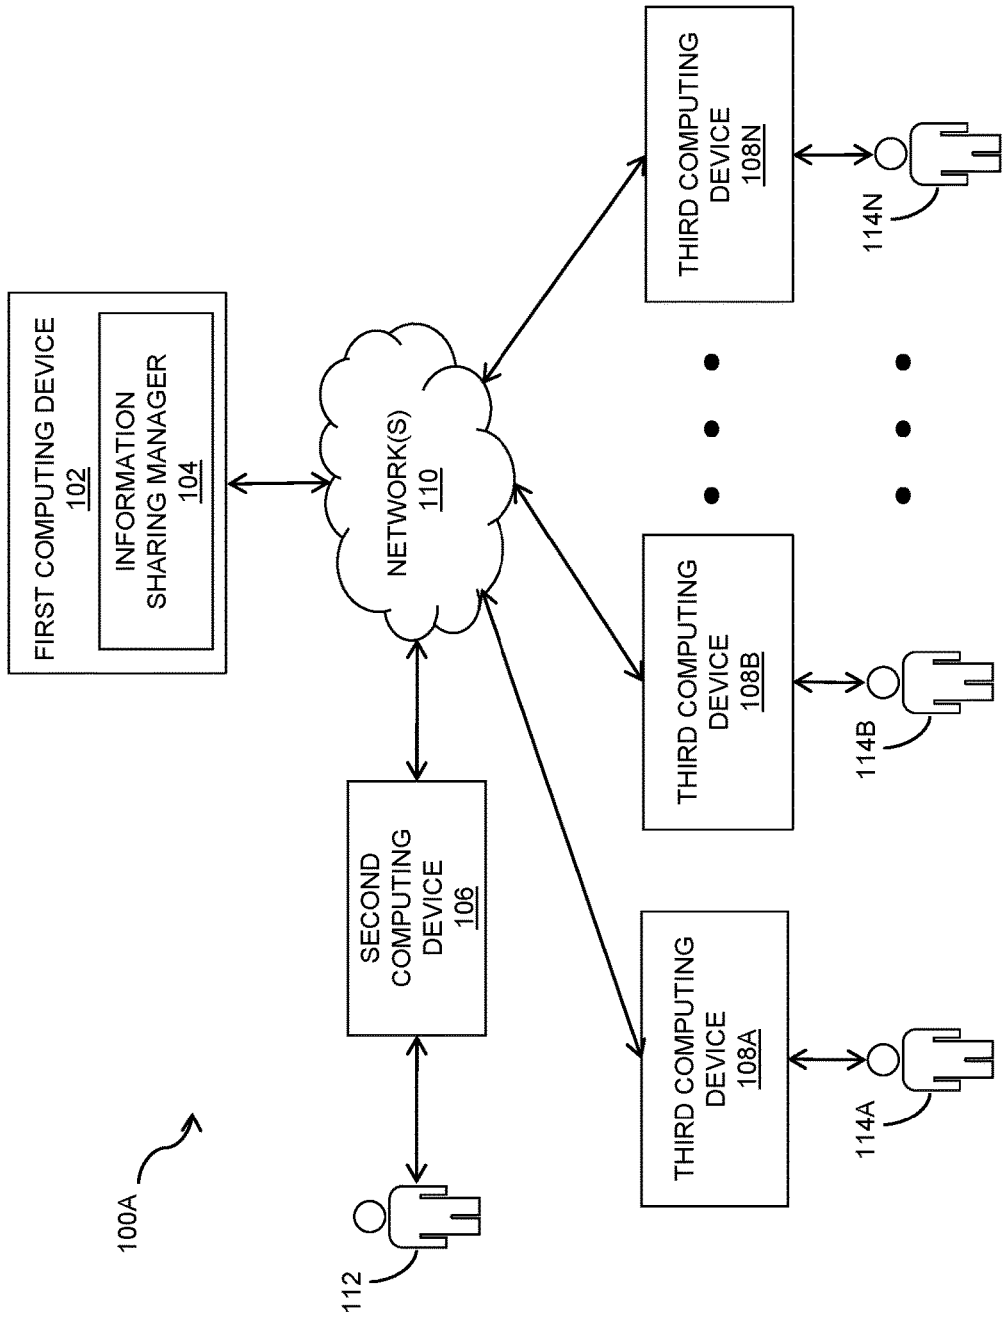 100A
FIRST COMPUTING DEVICE
102
INFORMATION
SHARING MANAGER
104
112
SECOND
COMPUTING
DEVICE
106
NETWORK(S)
110
THIRD COMPUTING
DEVICE
108A
THIRD COMPUTING
DEVICE
108B
THIRD COMPUTING
DEVICE
108N
114A
114B
114N